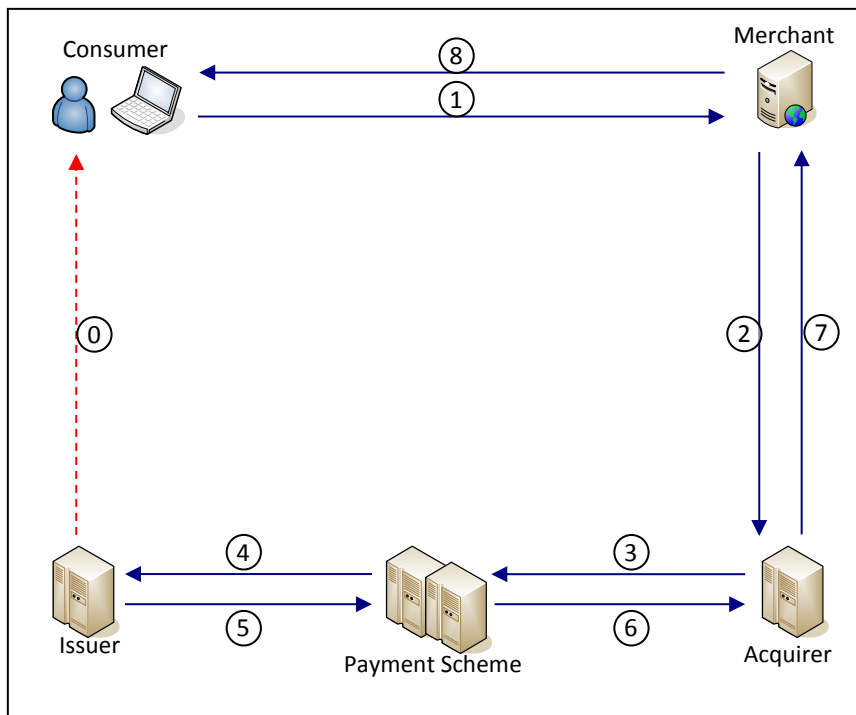 Consumer
Merchant
8
1
0
2
7
4
3
5
6
Issuer
Payment Scheme
Acquirer